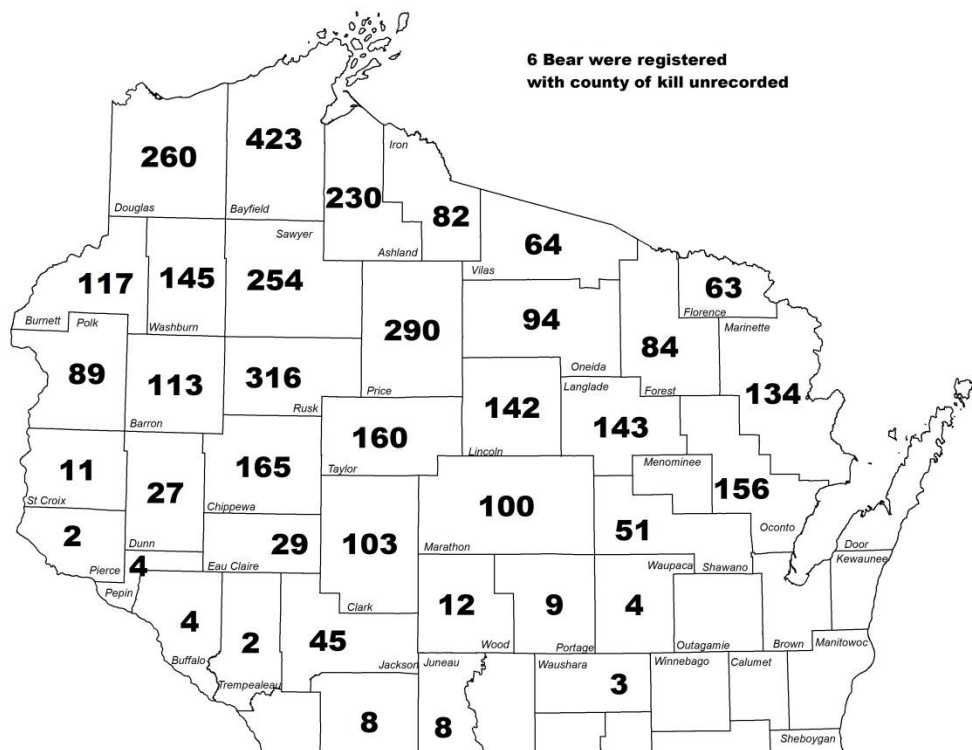 6 Bear were registered
with county of kill unrecorded
423
Iron
260
230
82
Douglas
Bayfield
Sawyer
Ashland
64
Vilas
117
145
254
63
Florence
Burnett
Polk
Washburn
290
94
84
Marinette
89
113
316
Oneida
Rusk
Price
Langlade
Forest
134
Barron
142
143
160
11
Taylor
Lincoln
Menominee
165
27
156
St Croix
Chippewa
100
Oconto
2
29
103
51
Door
Dunn
Marathon
Kewaunee
Pierce
4
Eau Claire
Waupaca
Shawano
Pepin
12
9
4
Clark
4
2
45
Wood
Portage
Outagamie
Brown
Manitowoc
Buffalo
Jackson
Juneau
Waushara
Winnebago
Calumet
Trempealeau
3
8
8
Sheboygan